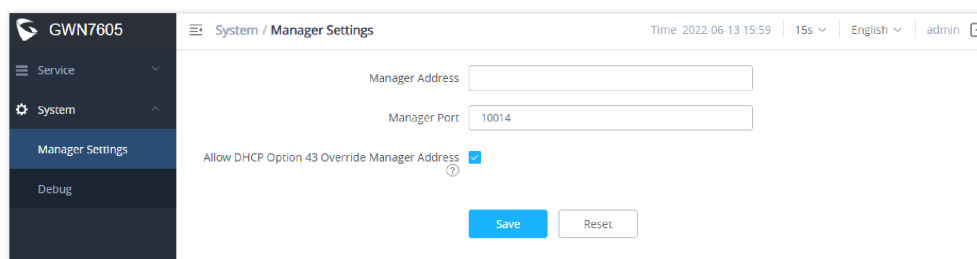 GWN7605
System / Manager Settings
Time 2022-06-13 15:59
15s
English
admin
Service
System
Manager Settings
Debug
Manager Address
Manager Port
10014
Allow DHCP Option 43 Override Manager Address
?
Save
Reset